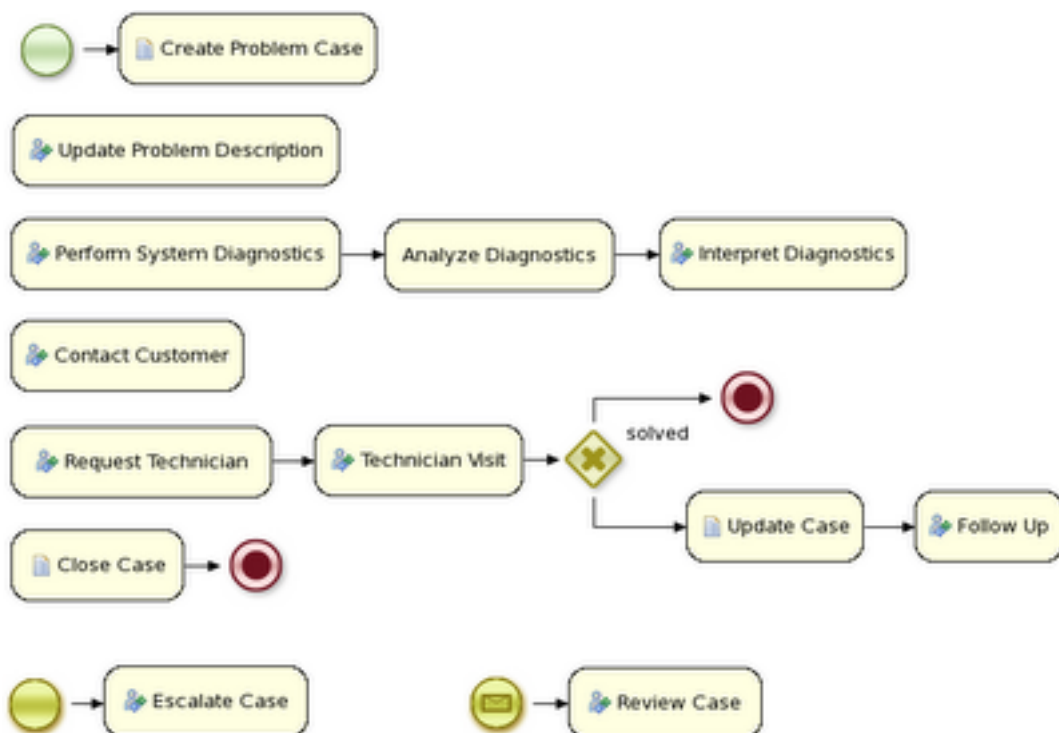 Create Problem Case
Update Problem Description
Perform System Diagnostics
Analyze Diagnostics
Interpret Diagnostics
Contact Customer
solved
Request Technician
Technician Visit
Update Case
Follow Up
Close Case
Escalate Case
Review Case